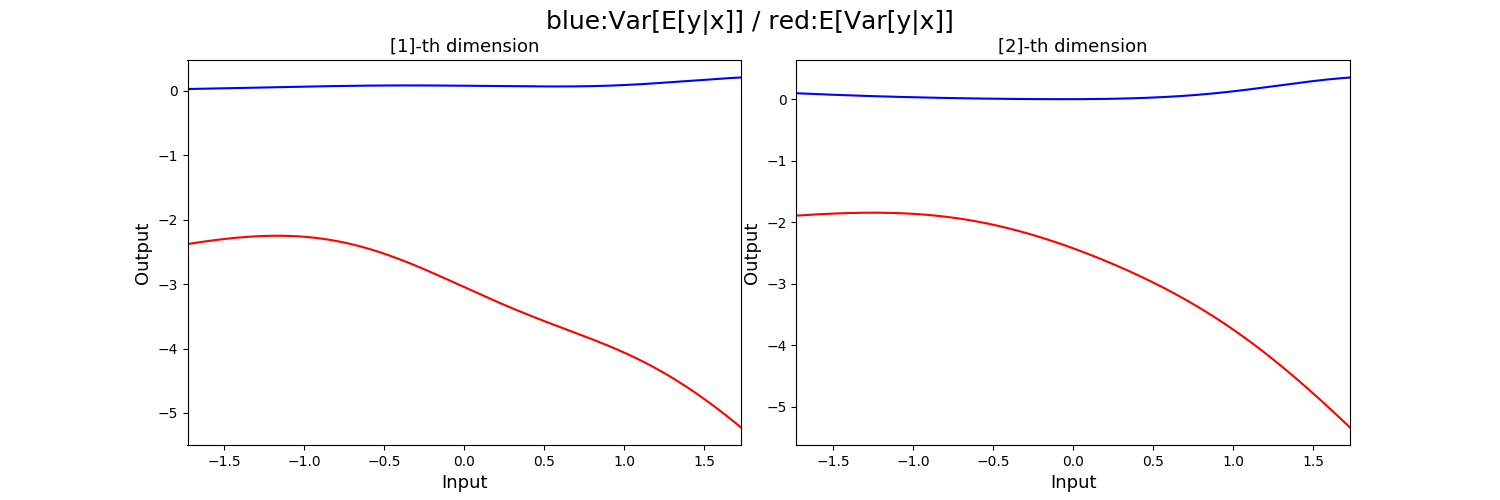 blue:Var[E[y|x]] / red:E[Var[y|x]]
[1]-th dimension
Output
0
−1
−2
−3
−4
−5
−1.5 −1.0 −0.5 0.0 0.5 1.0 1.5
Input
[2]-th dimension
Output
0
−1
−2
−3
−4
−5
−1.5 −1.0 −0.5 0.0 0.5 1.0 1.5
Input